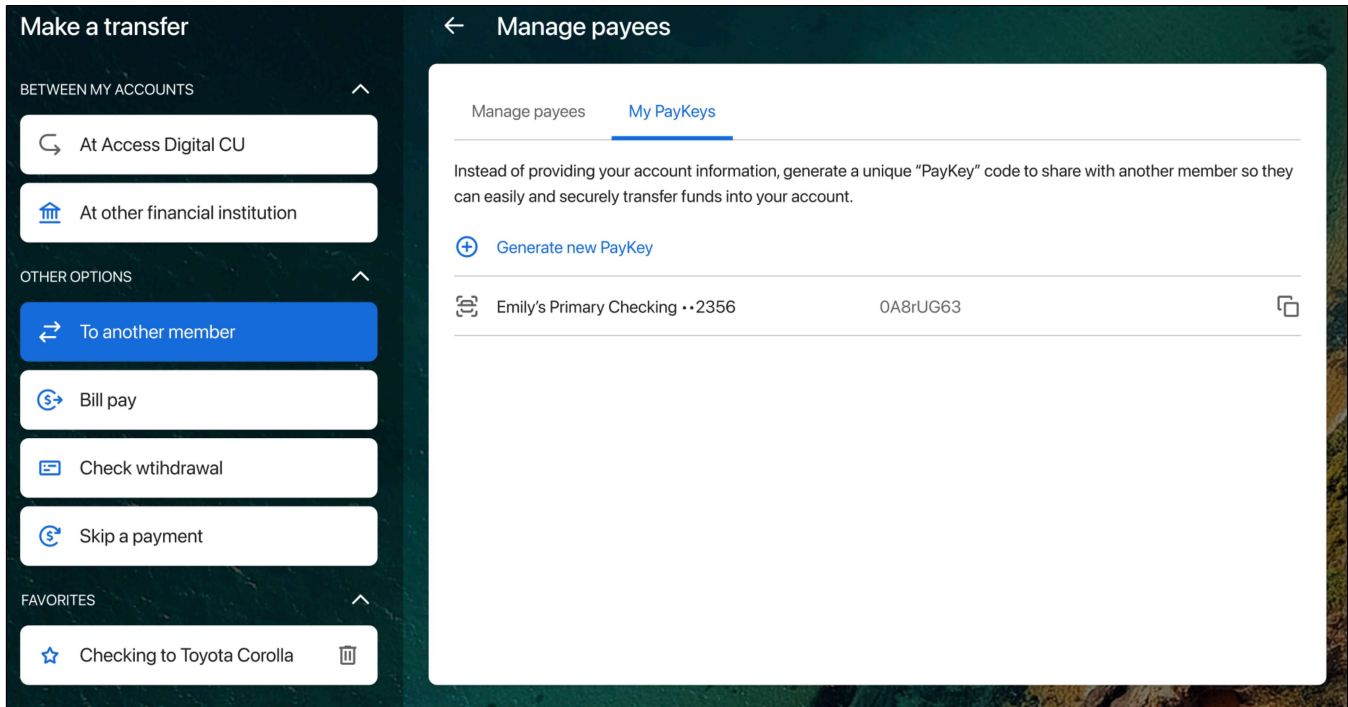 Make a transfer
BETWEEN MY ACCOUNTS
At Access Digital CU
At other financial institution
OTHER OPTIONS
To another member
Bill pay
Check wtihdrawal
Skip a payment
FAVORITES
Checking to Toyota Corolla
Manage payees
Manage payees My PayKeys
Instead of providing your account information, generate a unique “PayKey” code to share with another member so they
can easily and securely transfer funds into your account.
Generate new PayKey
Emily’s Primary Checking ··2356 0A8rUG63